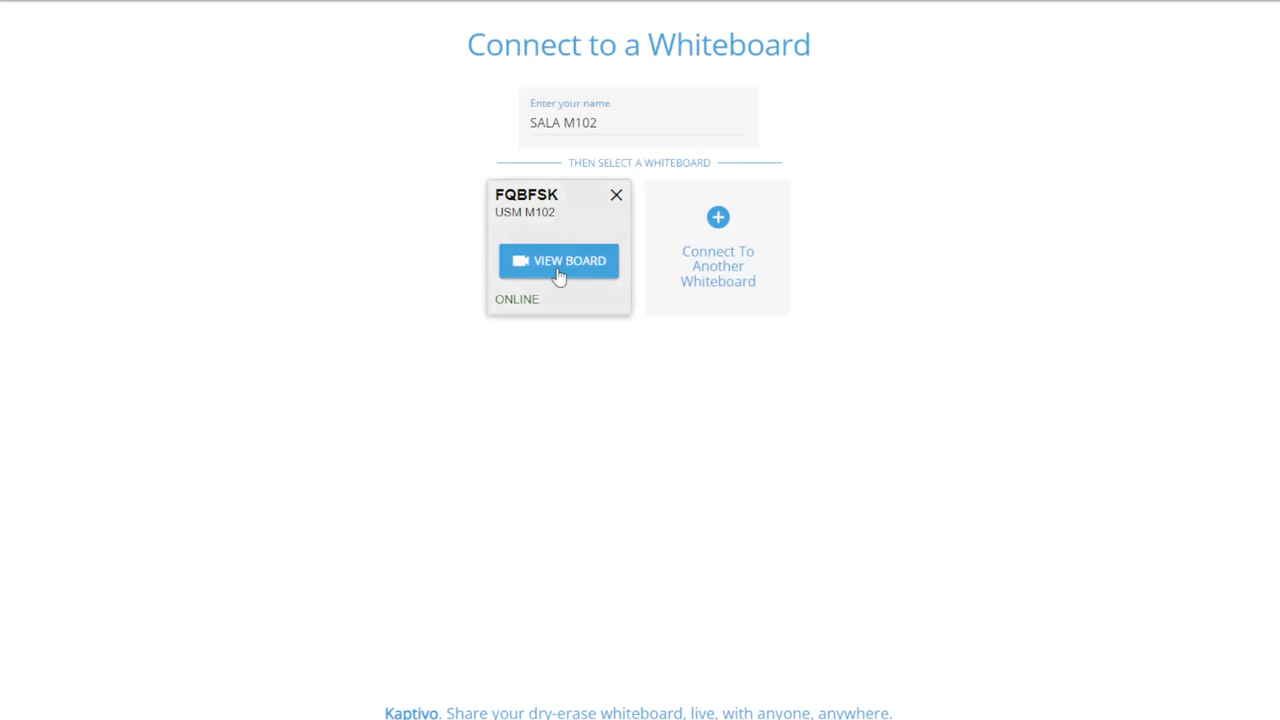 Connect to a Whiteboard
Enter your name
SALA M102
THEN SELECT A WHITEBOARD
FQBFSK
USM M102
VIEW BOARD
ONLINE
Connect To
Another
Whiteboard
Kaptivo. Share your dry-erase whiteboard, live, with anyone, anywhere.